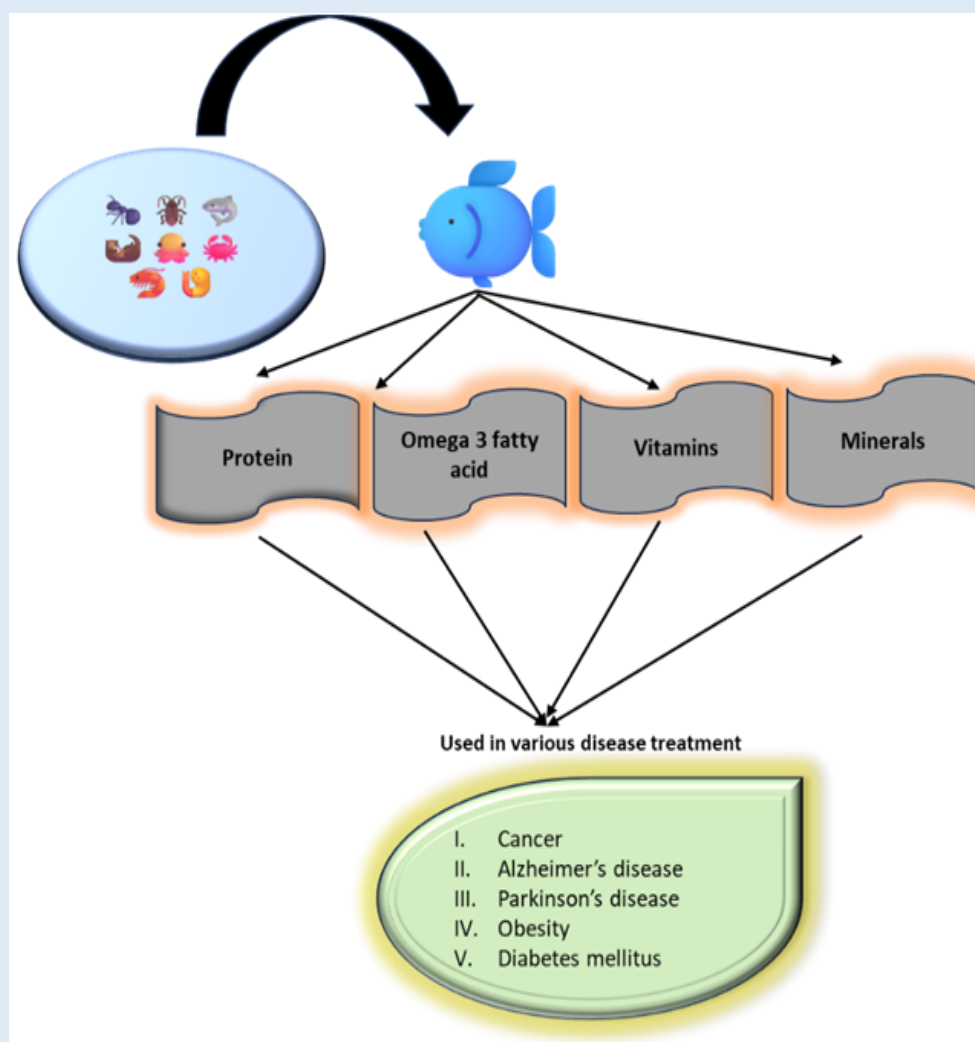 Protein
Omega 3 fatty
acid
Vitamins
Minerals
Used in various disease treatment
I. Cancer
II. Alzheimer’s disease
III. Parkinson’s disease
IV. Obesity
V. Diabetes mellitus